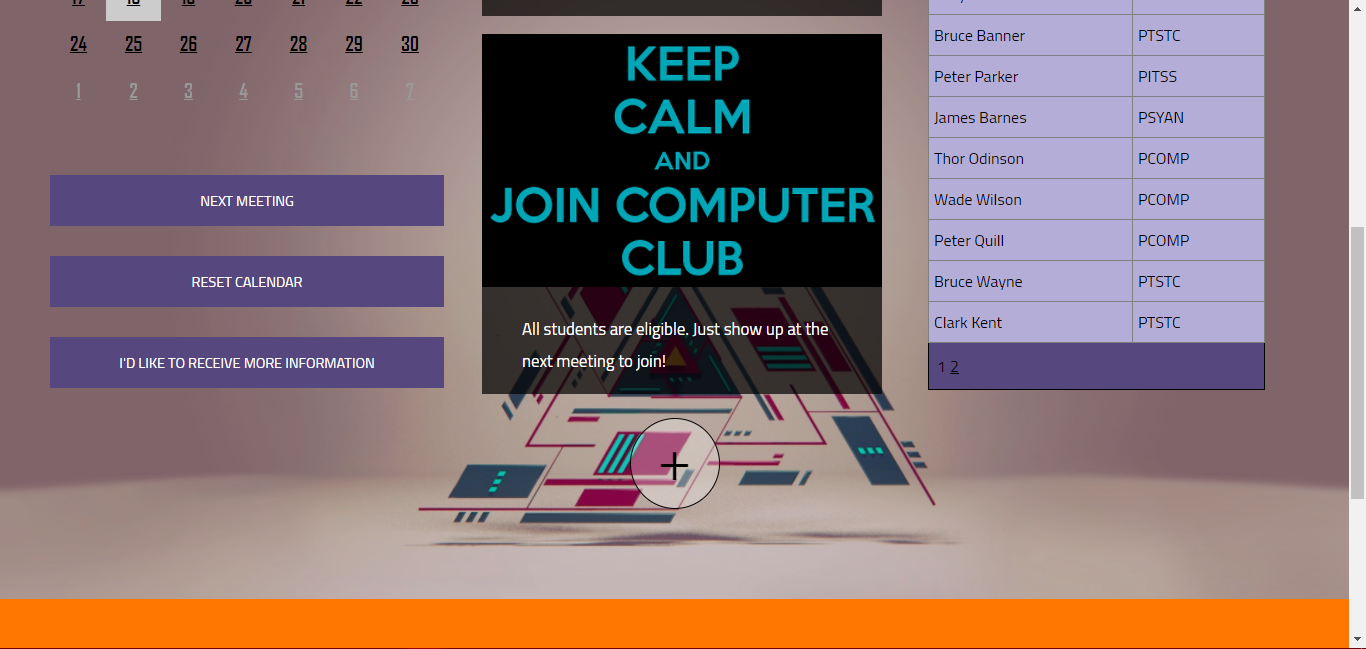 24 25 26 27 28 29 30
1 2 3 4 5 6 7
NEXT MEETING
RESET CALENDAR
I'D LIKE TO RECEIVE MORE INFORMATION
KEEP
CALM
AND
JOIN COMPUTER
CLUB
All students are eligible. Just show up at the
next meeting to join!
Bruce Banner PTSTC
Peter Parker PITSS
James Barnes PSYAN
Thor Odinson PCOMP
Wade Wilson PCOMP
Peter Quill PCOMP
Bruce Wayne PTSTC
Clark Kent PTSTC
1 2